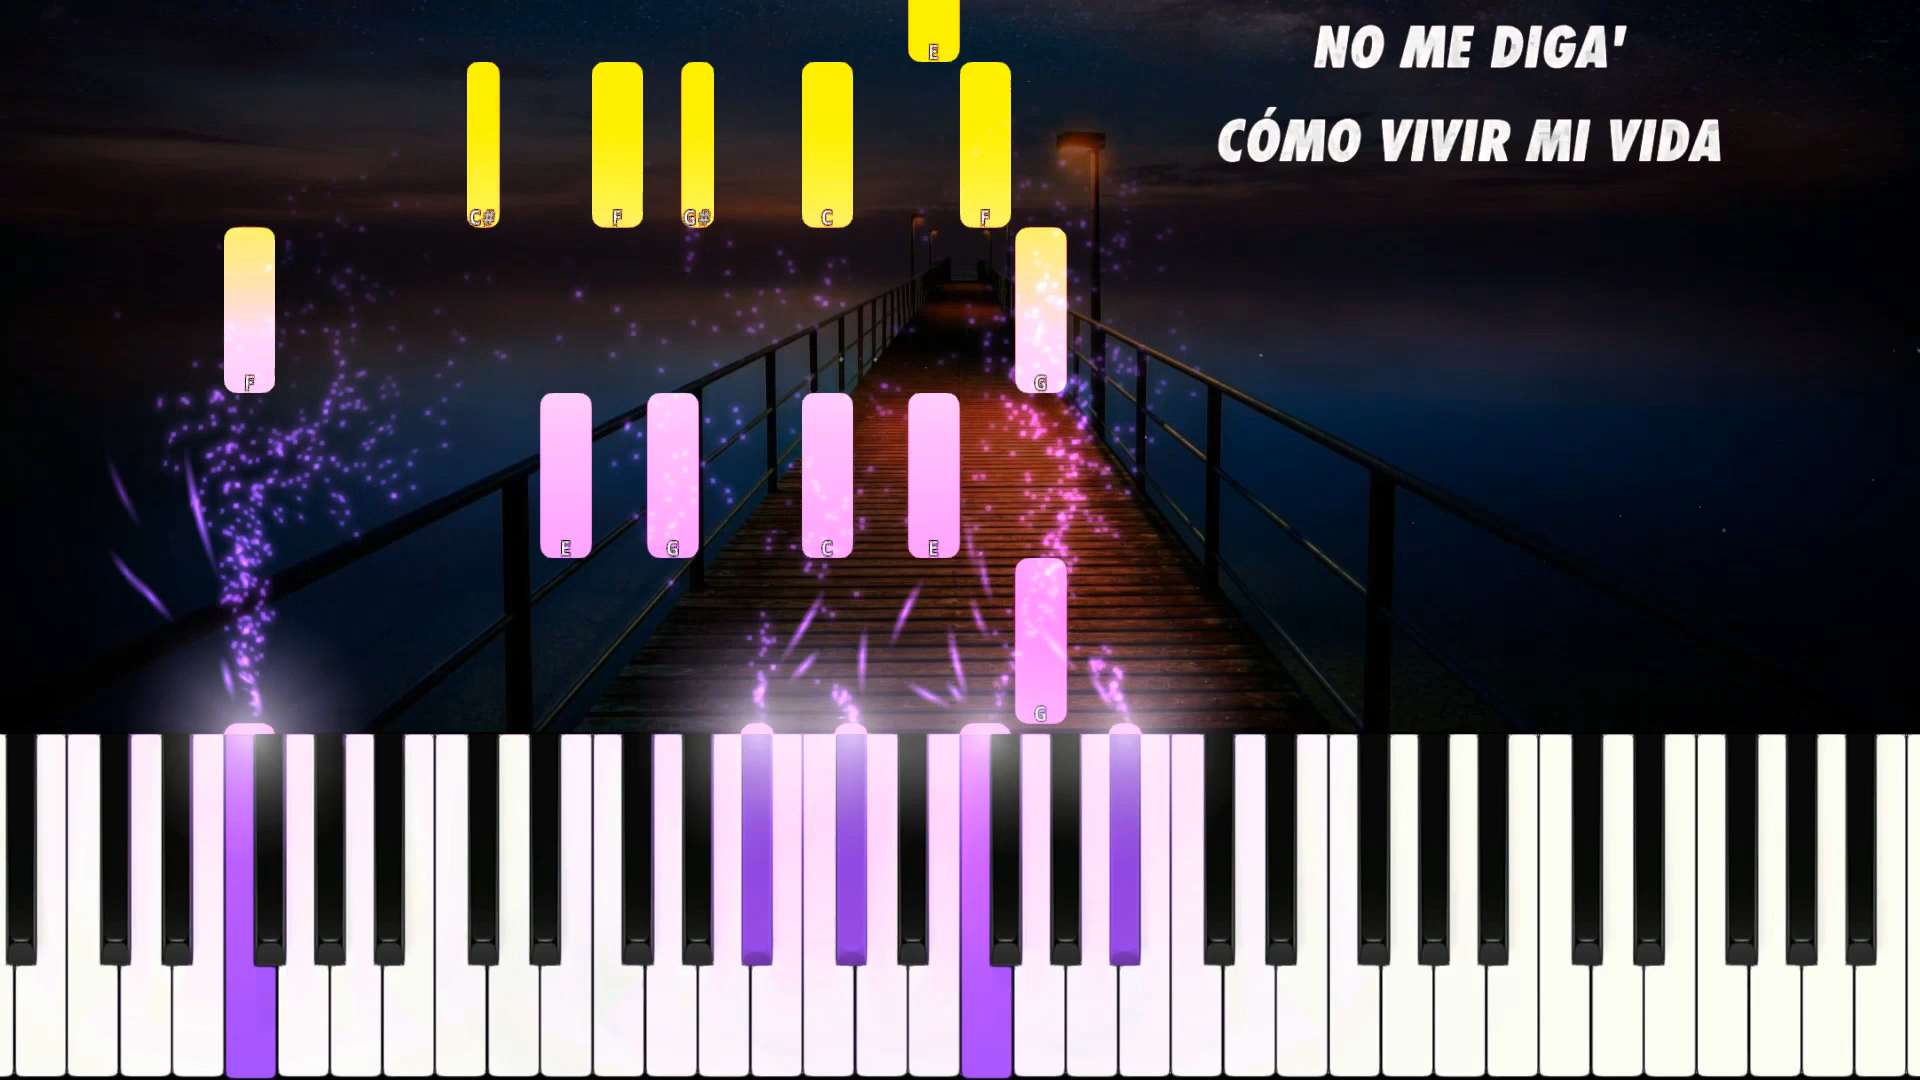 NO ME DIGA'
CÓMO VIVIR MI VIDA
E
C# F G# C F
F G
E G C E
G